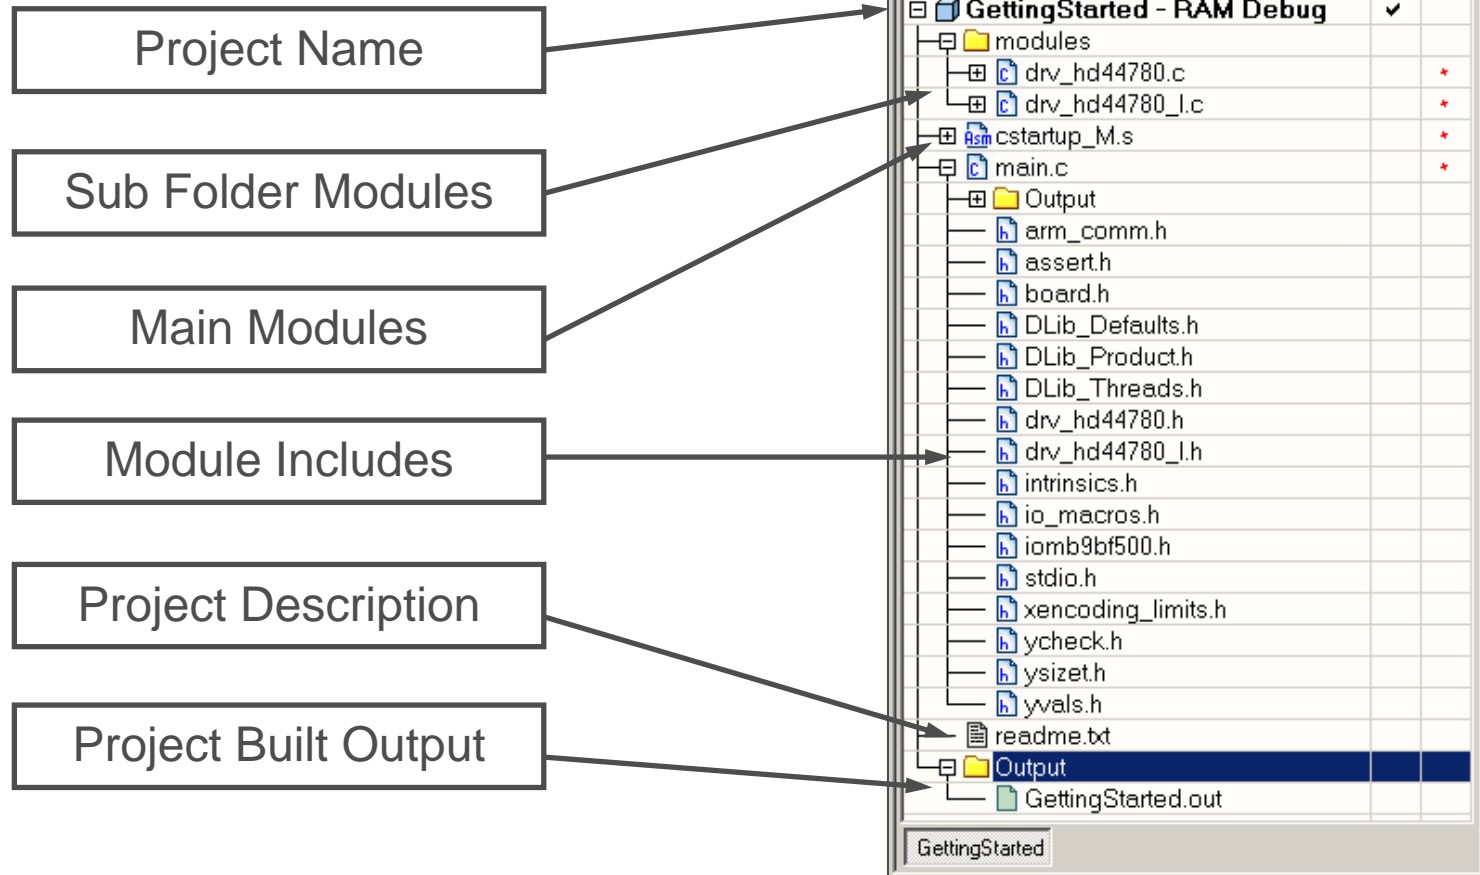 Project Name
Sub Folder Modules
Main Modules
Module Includes
Project Description
Project Built Output
GettingStarted - RAM Debug
modules
drv_hd44780.c
drv_hd44780_l.c
Asm cstartup_M.s
main.c
Output
arm_comm.h
assert.h
board.h
DLib_Defaults.h
DLib_Product.h
DLib_Threads.h
drv_hd44780.h
drv_hd44780_l.h
intrinsics.h
io_macros.h
iomb9bf500.h
stdio.h
xencoding_limits.h
ycheck.h
ysizet.h
yvals.h
readme.txt
Output
GettingStarted.out
GettingStarted